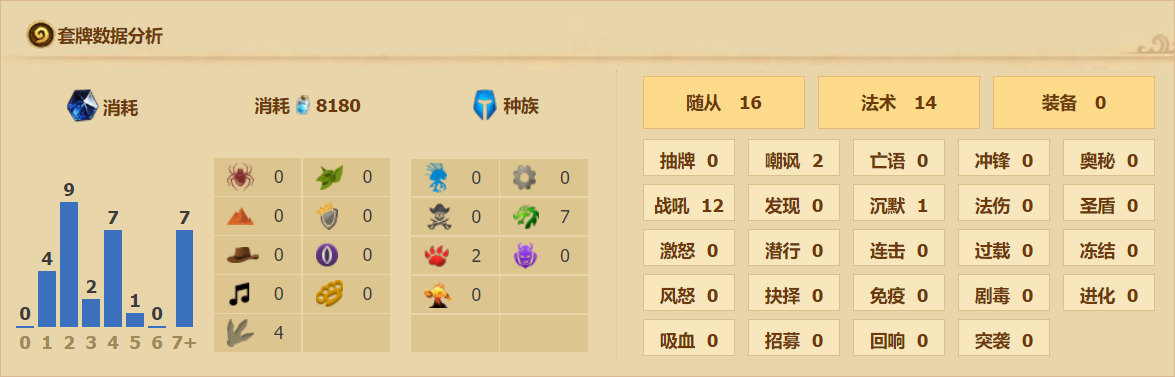 套牌数据分析
消耗
消耗 8180
种族
0 4 9 2 7 1 0 7
0 1 2 3 4 5 6 7+
0 0
0 0
0 0
0 0
4
0 0
0 7
2 0
0
随从 16 法术 14 装备 0
抽牌 0 嘲讽 2 亡语 0 冲锋 0 奥秘 0
战吼 12 发现 0 沉默 1 法伤 0 圣盾 0
激怒 0 潜行 0 连击 0 过载 0 冻结 0
风怒 0 抉择 0 免疫 0 剧毒 0 进化 0
吸血 0 招募 0 回响 0 突袭 0